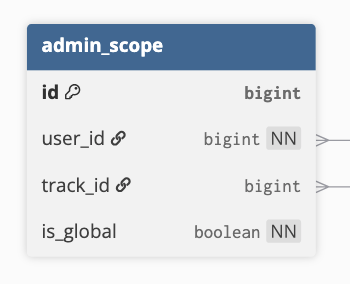 admin_scope
id bigint
user_id bigint NN
track_id bigint
is_global boolean NN